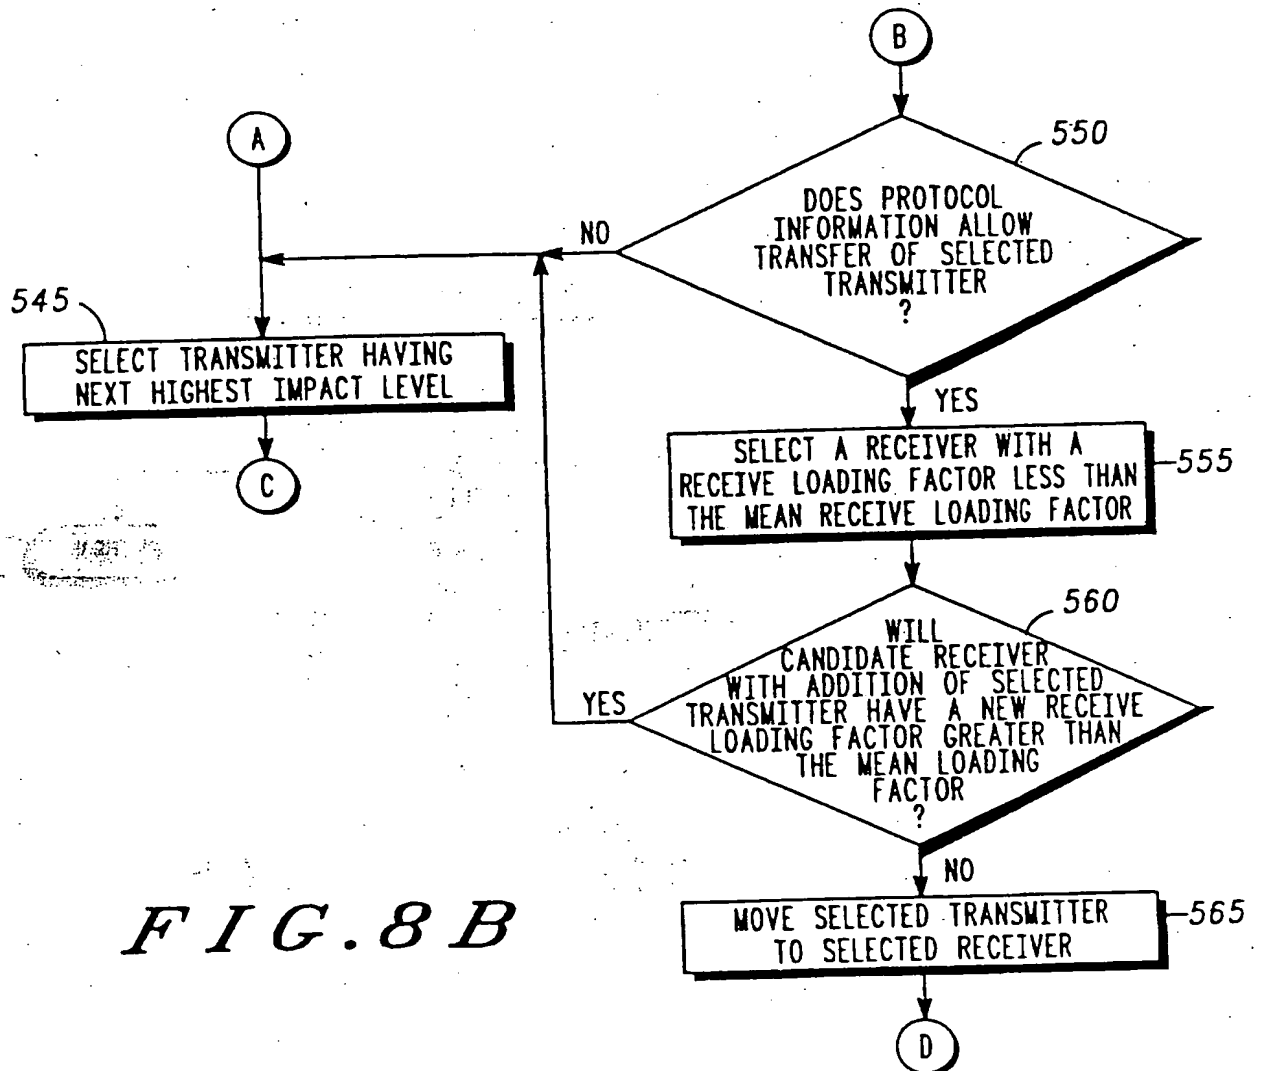 B
A
550
DOES PROTOCOL
INFORMATION ALLOW
TRANSFER OF SELECTED
TRANSMITTER
?
NO
545
SELECT TRANSMITTER HAVING
NEXT HIGHEST IMPACT LEVEL
C
YES
SELECT A RECEIVER WITH A
RECEIVE LOADING FACTOR LESS THAN
THE MEAN RECEIVE LOADING FACTOR
555
560
WILL
CANDIDATE RECEIVER
WITH ADDITION OF SELECTED
TRANSMITTER HAVE A NEW RECEIVE
LOADING FACTOR GREATER THAN
THE MEAN LOADING
FACTOR
?
YES
NO
MOVE SELECTED TRANSMITTER
TO SELECTED RECEIVER
565
D
FIG.8B